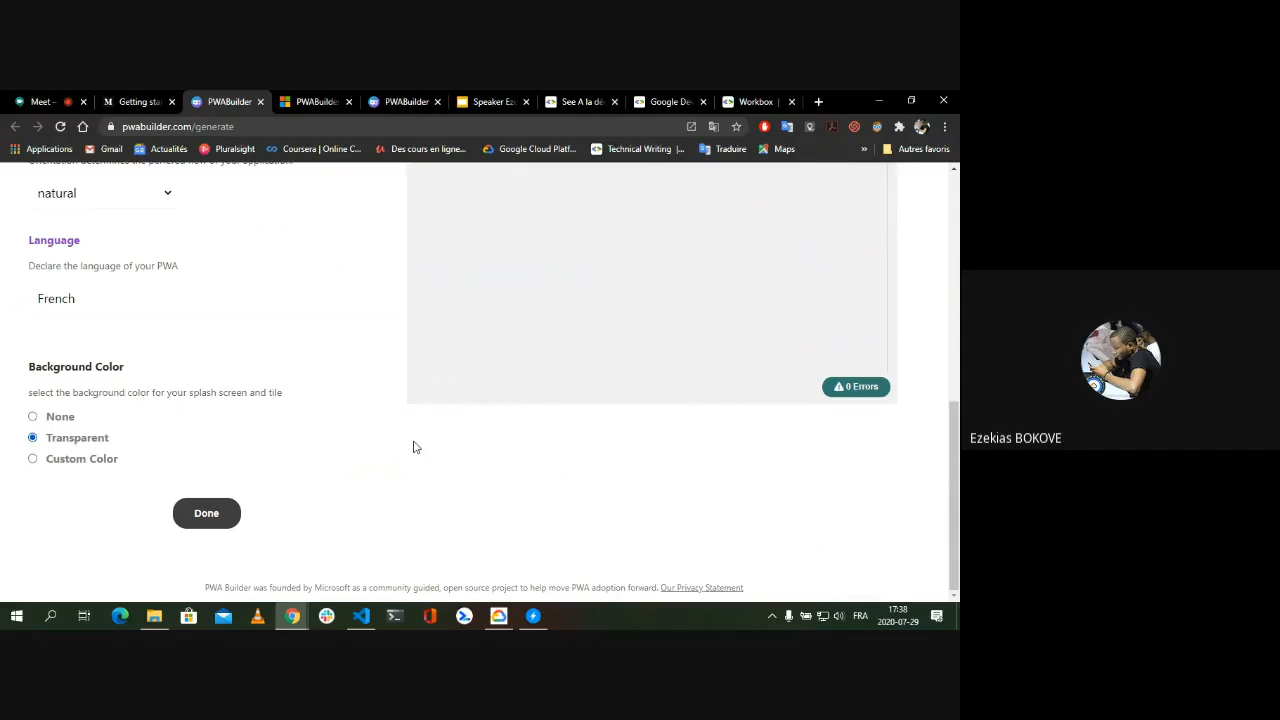 Meet –
Getting sta
PWABuilder
PWABuilde
PWABuilder
Speaker Ez
See A la dé
Google De
Workbox
pwabuilder.com/generate
Applications
Gmail
Actualités
Pluralsight
Coursera | Online C...
Des cours en ligne...
Google Cloud Platf...
Technical Writing |...
Traduire
Maps
»
Autres favoris
natural
Language
Declare the language of your PWA
French
Background Color
select the background color for your splash screen and tile
None
Transparent
Custom Color
Done
0 Errors
PWA Builder was founded by Microsoft as a community guided, open source project to help move PWA adoption forward. Our Privacy Statement
FRA
17:38
2020-07-29
Ezekias BOKOVE